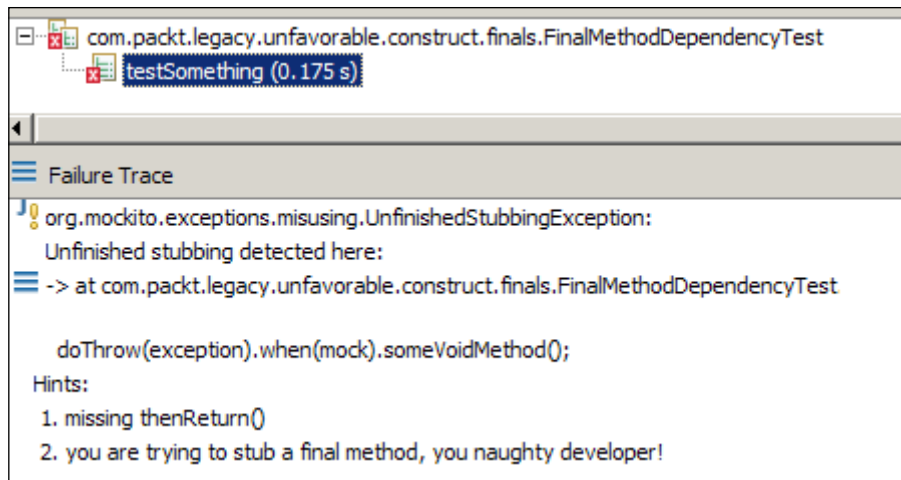 com.packt.legacy.unfavorable.construct.finals.FinalMethodDependencyTest
testSomething (0.175 s)
Failure Trace
org.mockito.exceptions.misusing.UnfinishedStubbingException:
Unfinished stubbing detected here:
-> at com.packt.legacy.unfavorable.construct.finals.FinalMethodDependencyTest
doThrow(exception).when(mock).someVoidMethod();
Hints:
1. missing thenReturn()
2. you are trying to stub a final method, you naughty developer!